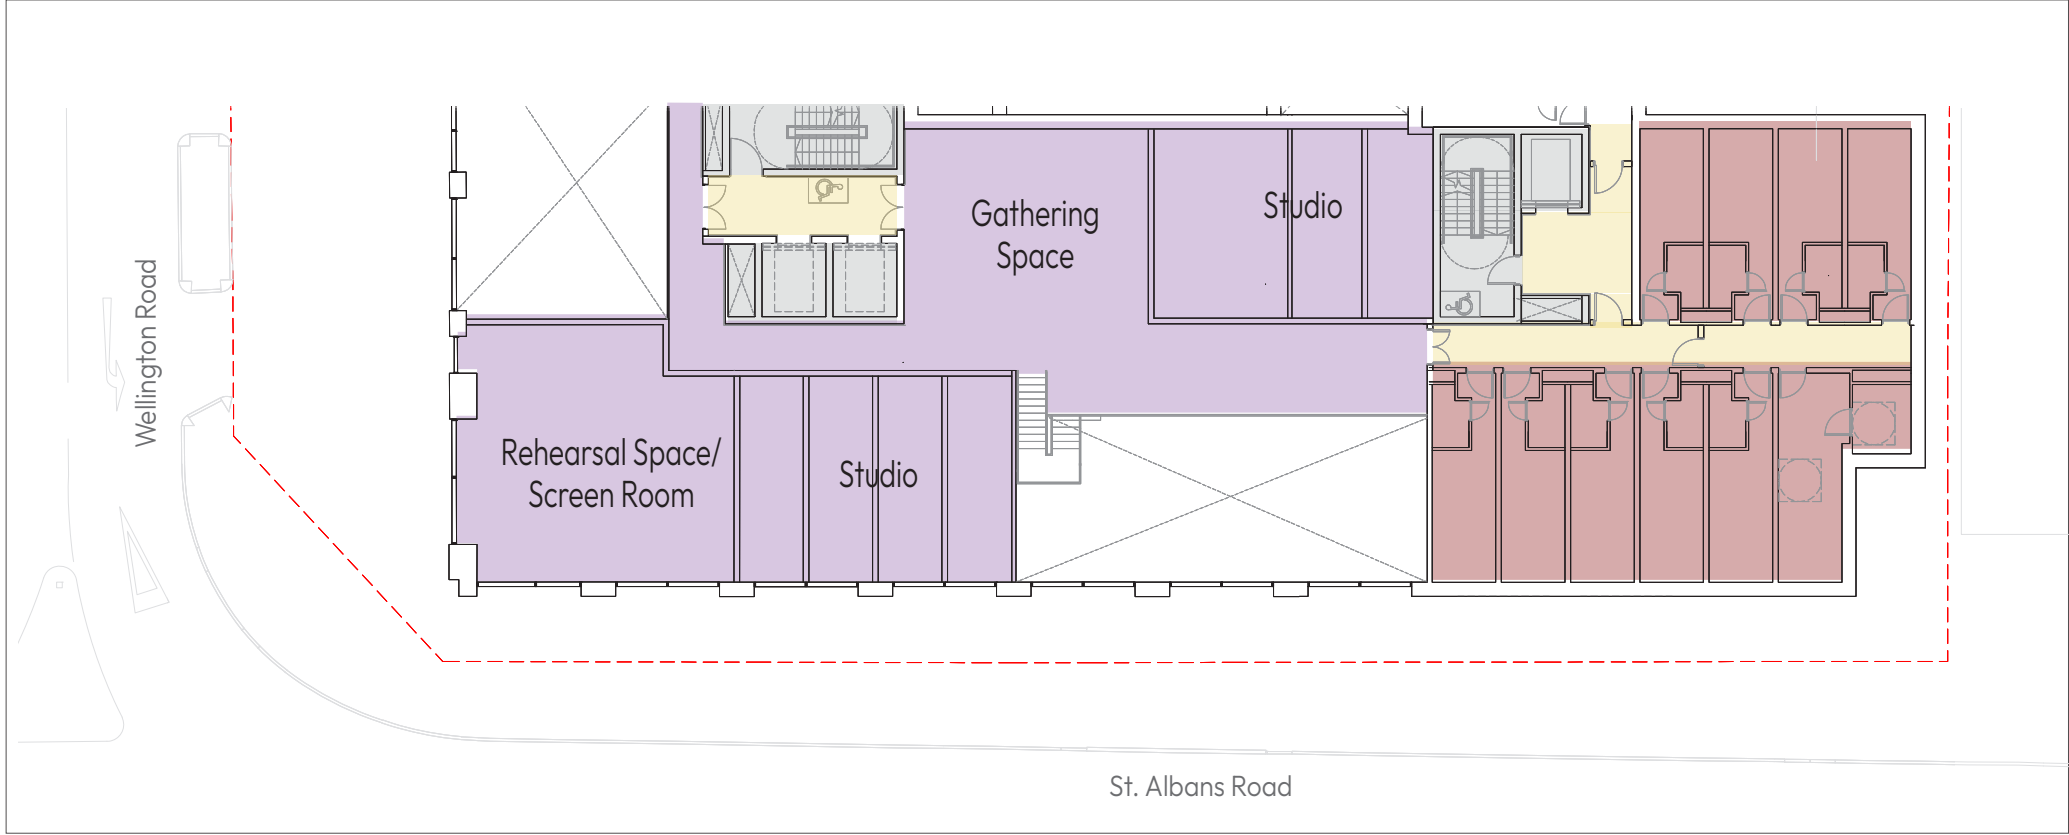 Gathering
Space
Studio
Wellington Road
Rehearsal Space/
Screen Room
Studio
St. Albans Road